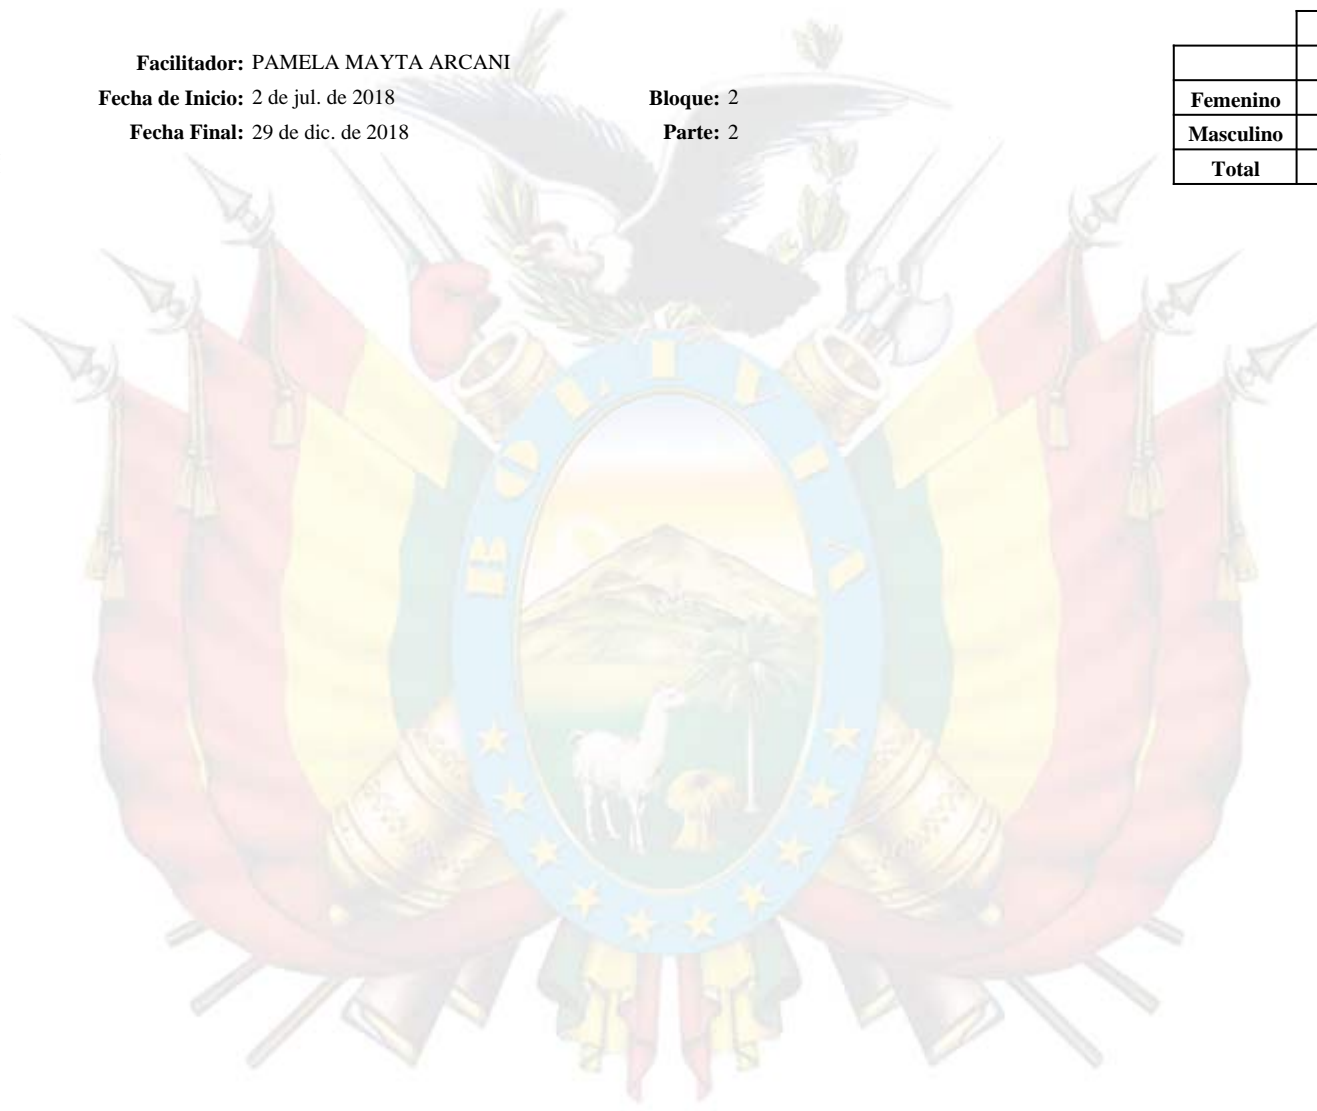 Facilitador: PAMELA MAYTA ARCANI
Fecha de Inicio: 2 de jul. de 2018 Bloque: 2
Fecha Final: 29 de dic. de 2018 Parte: 2
Femenino
Masculino
Total
BOLIVIA